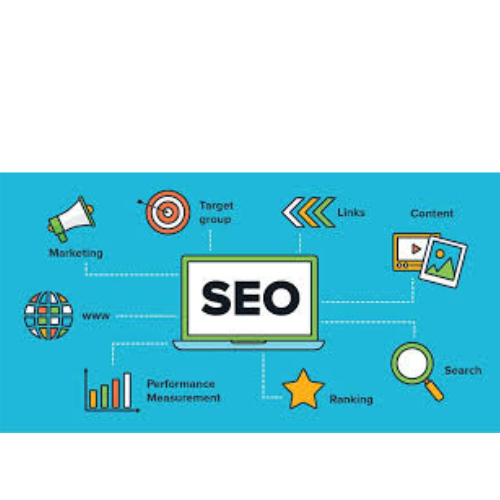 Target
group
Links
Content
Marketing
SEO
www
Search
Performance
Measurement
Ranking